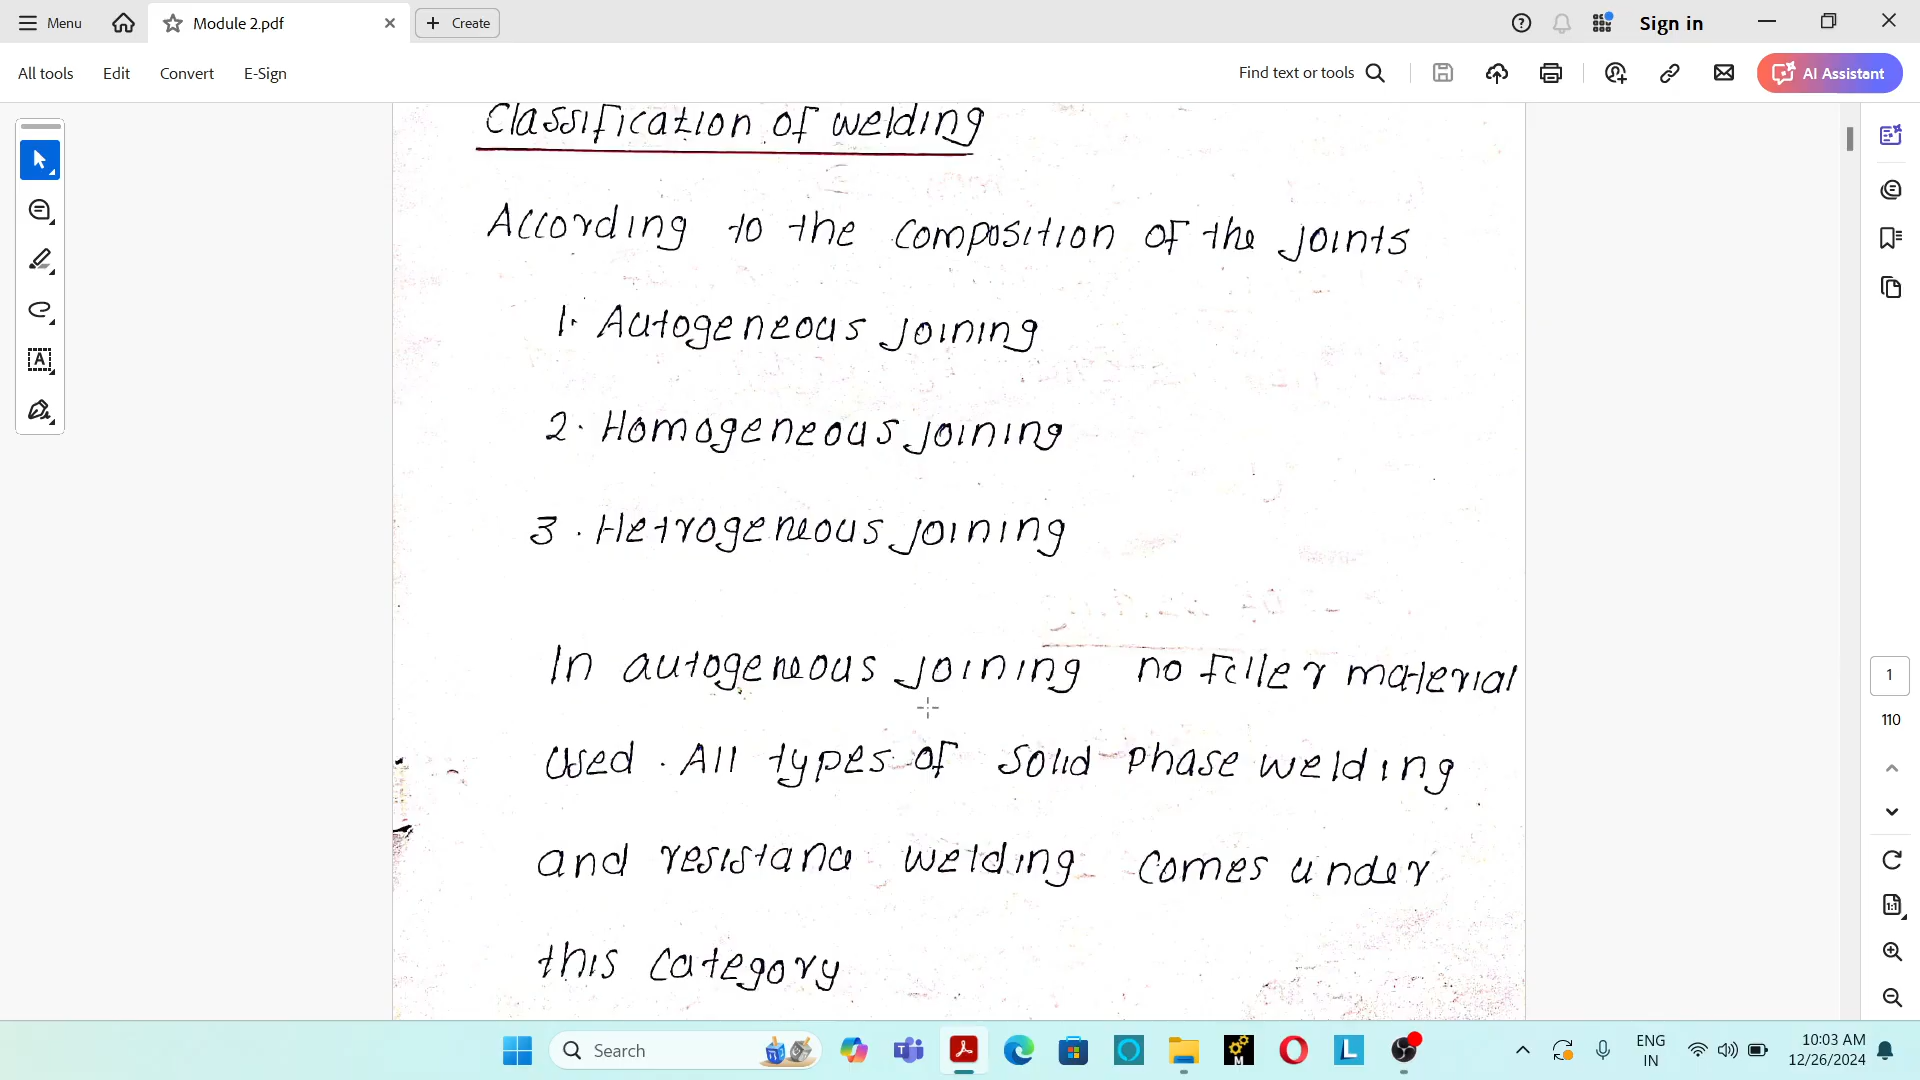 Menu
Module 2.pdf
Create
Sign in
All tools
Edit
Convert
E-Sign
Find text or tools
AI Assistant
Classification of welding
According to the composition of the joints
1. Autogeneous joining
2. Homogeneous joining
3. Hetrogeneous joining
In autogeneous joining no filler material
used. All types of solid phase welding
and resistance welding comes under
this category
1
110
Search
ENG
IN
10:03 AM
12/26/2024